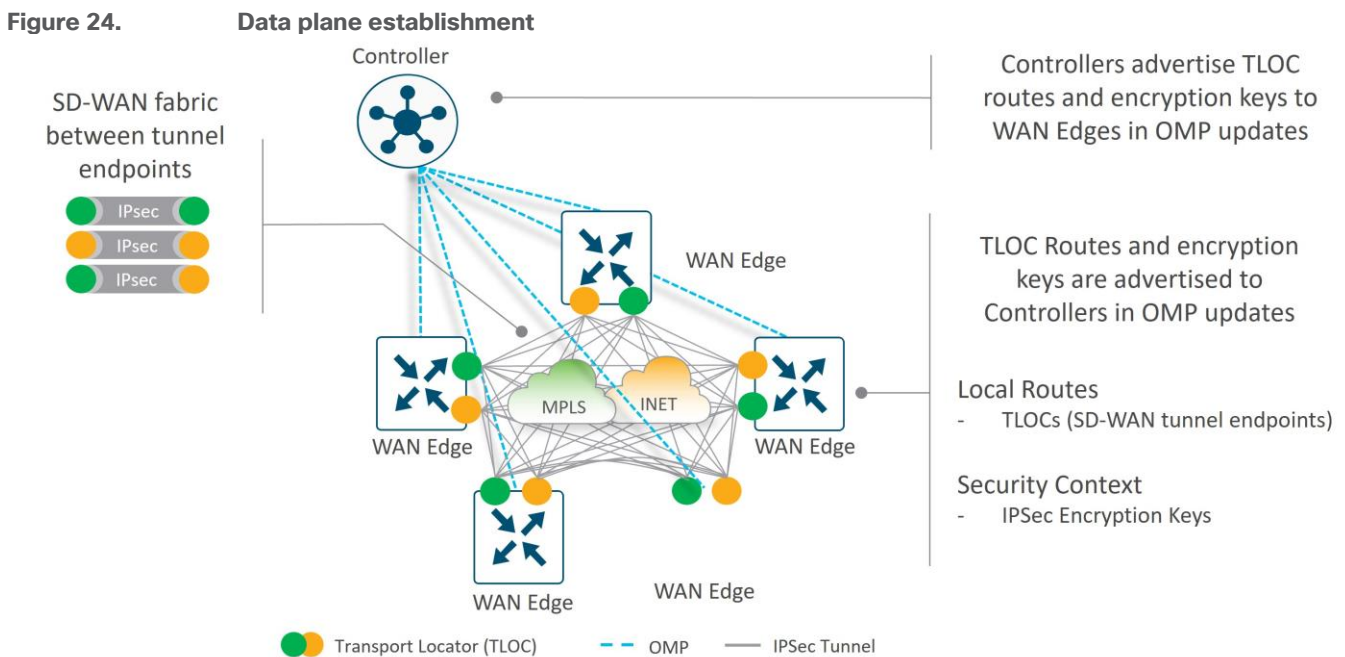 Figure 24. Data plane establishment
Controller
SD-WAN fabric
between tunnel
endpoints
IPsec
IPsec
IPsec
Controllers advertise TLOC
routes and encryption keys to
WAN Edges in OMP updates
WAN Edge
TLOC Routes and encryption
keys are advertised to
Controllers in OMP updates
Local Routes
- TLOCs (SD-WAN tunnel endpoints)
Security Context
- IPSec Encryption Keys
MPLS
INET
WAN Edge
WAN Edge
WAN Edge
WAN Edge
Transport Locator (TLOC)
OMP
IPSec Tunnel